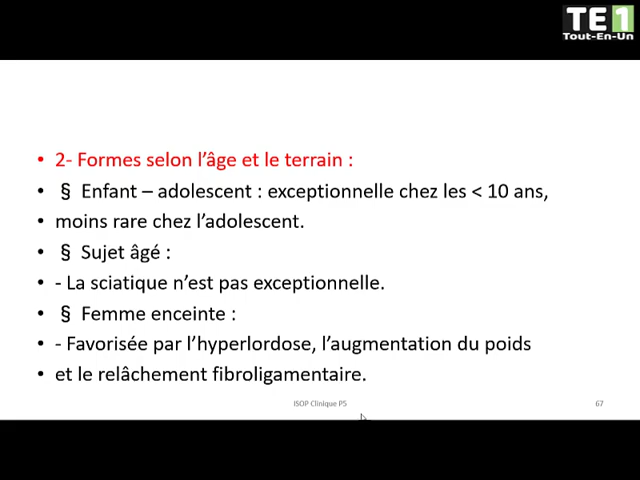 TE1
Tout-En-Un
• 2- Formes selon l’âge et le terrain :
• § Enfant – adolescent : exceptionnelle chez les < 10 ans,
• moins rare chez l’adolescent.
• § Sujet âgé :
• - La sciatique n’est pas exceptionnelle.
• § Femme enceinte :
• - Favorisée par l’hyperlordose, l’augmentation du poids
• et le relâchement fibroligamentaire.
ISOP Clinique P5 67